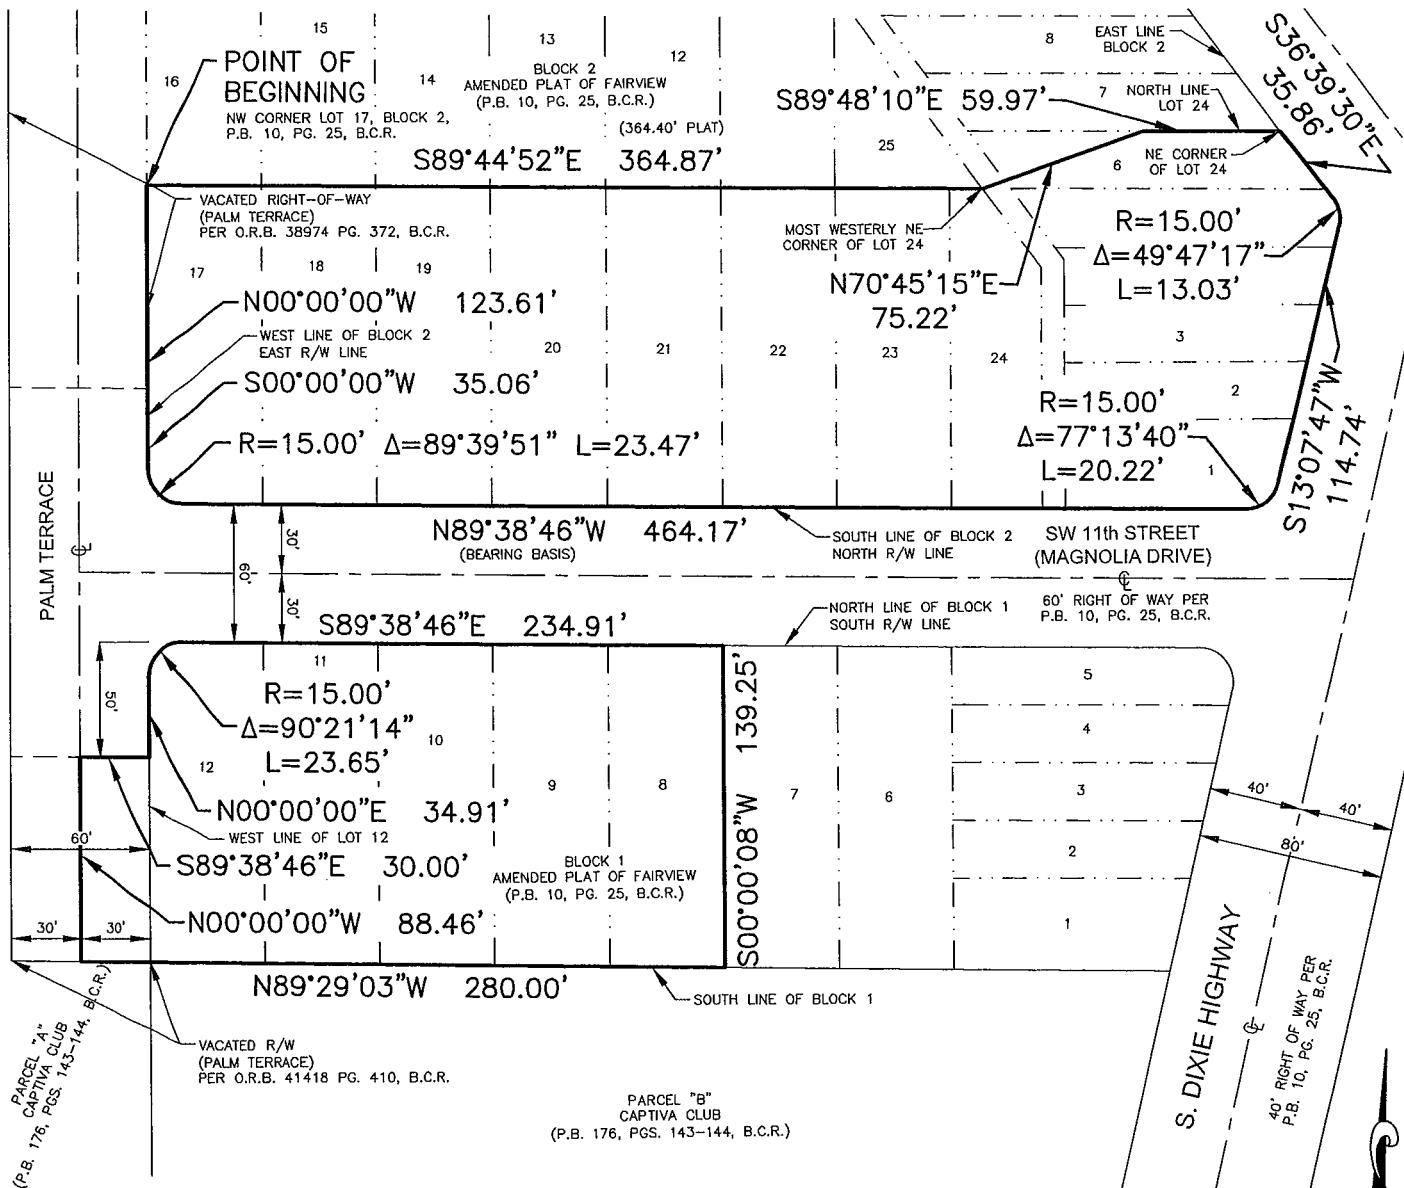 15
13
12
8
EAST LINE
BLOCK 2
S36°39'30"E
35.86'
16
POINT OF
BEGINNING
NW CORNER LOT 17, BLOCK 2,
P.B. 10, PG. 25, B.C.R.
14
BLOCK 2
AMENDED PLAT OF FAIRVIEW
(P.B. 10, PG. 25, B.C.R.)
(364.40' PLAT)
S89°44'52"E 364.87'
25
S89°48'10"E 59.97'
7
NORTH LINE
LOT 24
6
NE CORNER
OF LOT 24
VACATED RIGHT-OF-WAY
(PALM TERRACE)
PER O.R.B. 38974 PG. 372, B.C.R.
MOST WESTERLY NE
CORNER OF LOT 24
R=15.00'
Δ=49°47'17"
L=13.03'
17
18
19
N70°45'15"E
75.22'
N00°00'00"W 123.61'
WEST LINE OF BLOCK 2
EAST R/W LINE
20
21
22
23
24
3
S00°00'00"W 35.06'
2
R=15.00'
Δ=77°13'40"
L=20.22'
1
S13°07'47"W
114.74'
R=15.00' Δ=89°39'51" L=23.47'
PALM TERRACE
CL
N89°38'46"W 464.17'
(BEARING BASIS)
30'
60'
30'
SOUTH LINE OF BLOCK 2
NORTH R/W LINE
SW 11th STREET
(MAGNOLIA DRIVE)
CL
60' RIGHT OF WAY PER
P.B. 10, PG. 25, B.C.R.
S89°38'46"E 234.91'
NORTH LINE OF BLOCK 1
SOUTH R/W LINE
50'
11
R=15.00'
Δ=90°21'14"
L=23.65'
10
12
9
8
S00°00'08"W 139.25'
7
6
5
4
3
2
1
N00°00'00"E 34.91'
WEST LINE OF LOT 12
60'
S89°38'46"E 30.00'
BLOCK 1
AMENDED PLAT OF FAIRVIEW
(P.B. 10, PG. 25, B.C.R.)
N00°00'00"W 88.46'
30'
30'
N89°29'03"W 280.00'
SOUTH LINE OF BLOCK 1
40'
40'
80'
S. DIXIE HIGHWAY
CL
40' RIGHT OF WAY PER
P.B. 10, PG. 25, B.C.R.
PARCEL "A"
CAPTIVA CLUB
(P.B. 176, PGS. 143-144, B.C.R.)
VACATED R/W
(PALM TERRACE)
PER O.R.B. 41418 PG. 410, B.C.R.
PARCEL "B"
CAPTIVA CLUB
(P.B. 176, PGS. 143-144, B.C.R.)